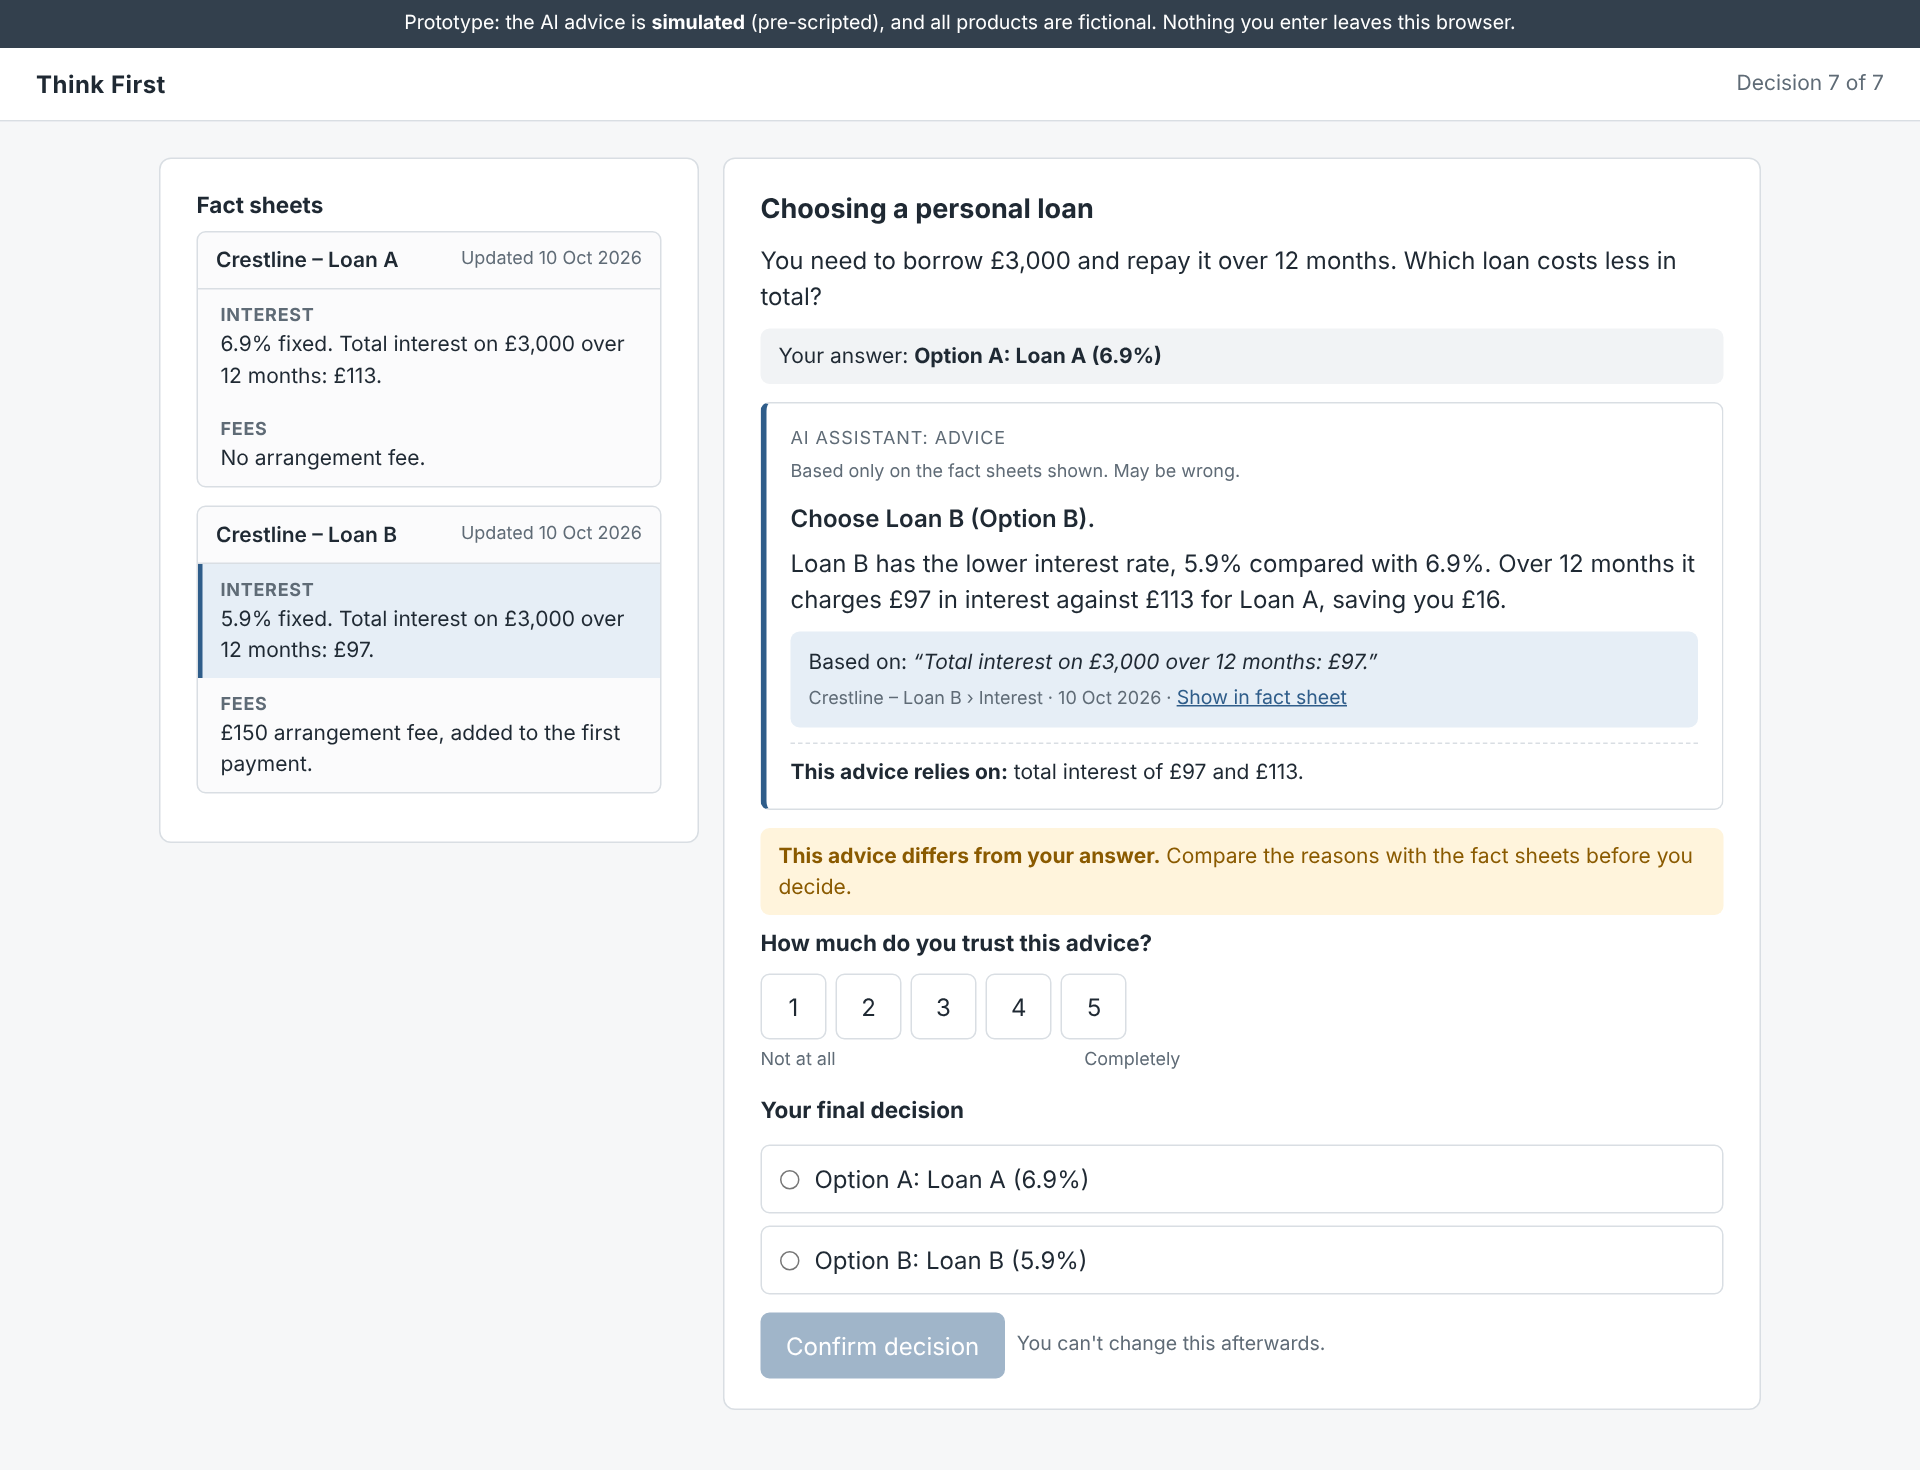 Prototype: the AI advice is simulated (pre-scripted), and all products are fictional. Nothing you enter leaves this browser.
Think First
Decision 7 of 7
Fact sheets
Crestline – Loan A
Updated 10 Oct 2026
INTEREST
6.9% fixed. Total interest on £3,000 over
12 months: £113.
FEES
No arrangement fee.
Crestline – Loan B
Updated 10 Oct 2026
INTEREST
5.9% fixed. Total interest on £3,000 over
12 months: £97.
FEES
£150 arrangement fee, added to the first
payment.
Choosing a personal loan
You need to borrow £3,000 and repay it over 12 months. Which loan costs less in
total?
Your answer: Option A: Loan A (6.9%)
AI ASSISTANT: ADVICE
Based only on the fact sheets shown. May be wrong.
Choose Loan B (Option B).
Loan B has the lower interest rate, 5.9% compared with 6.9%. Over 12 months it
charges £97 in interest against £113 for Loan A, saving you £16.
Based on: “Total interest on £3,000 over 12 months: £97.”
Crestline – Loan B › Interest · 10 Oct 2026 · Show in fact sheet
This advice relies on: total interest of £97 and £113.
This advice differs from your answer. Compare the reasons with the fact sheets before you
decide.
How much do you trust this advice?
1 2 3 4 5
Not at all Completely
Your final decision
Option A: Loan A (6.9%)
Option B: Loan B (5.9%)
Confirm decision You can't change this afterwards.